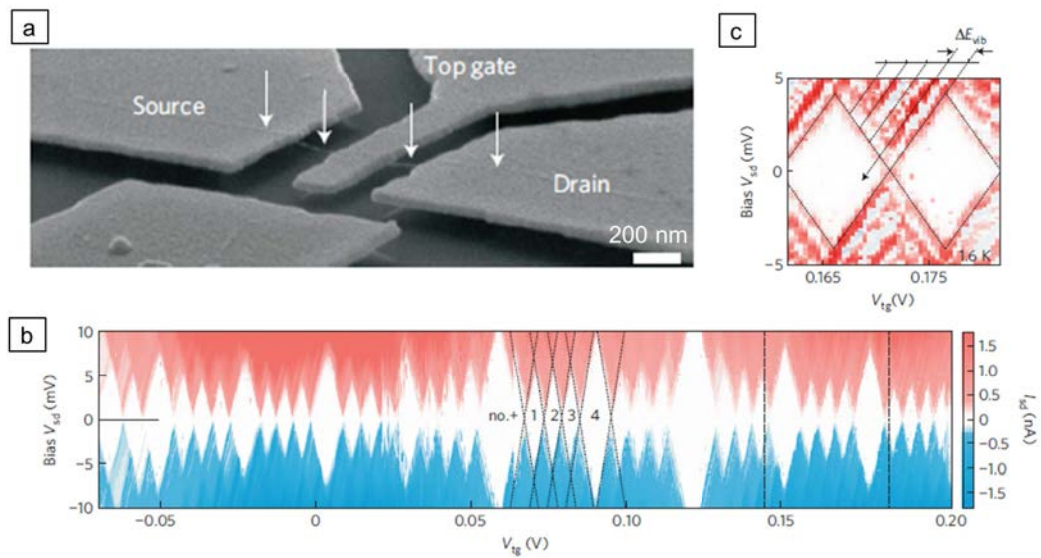 a
Source
Top gate
Drain
200 nm
c
ΔE_vib
Bias V_sd (mV)
5
0
-5
1.6 K
0.165
0.175
V_tg (V)
b
Bias V_sd (mV)
10
5
0
−5
−10
no.+ 1 2 3 4
−0.05
0
0.05
0.10
0.15
0.20
V_tg (V)
1.5
1.0
0.5
0
−0.5
−1.0
−1.5
I_sd (nA)